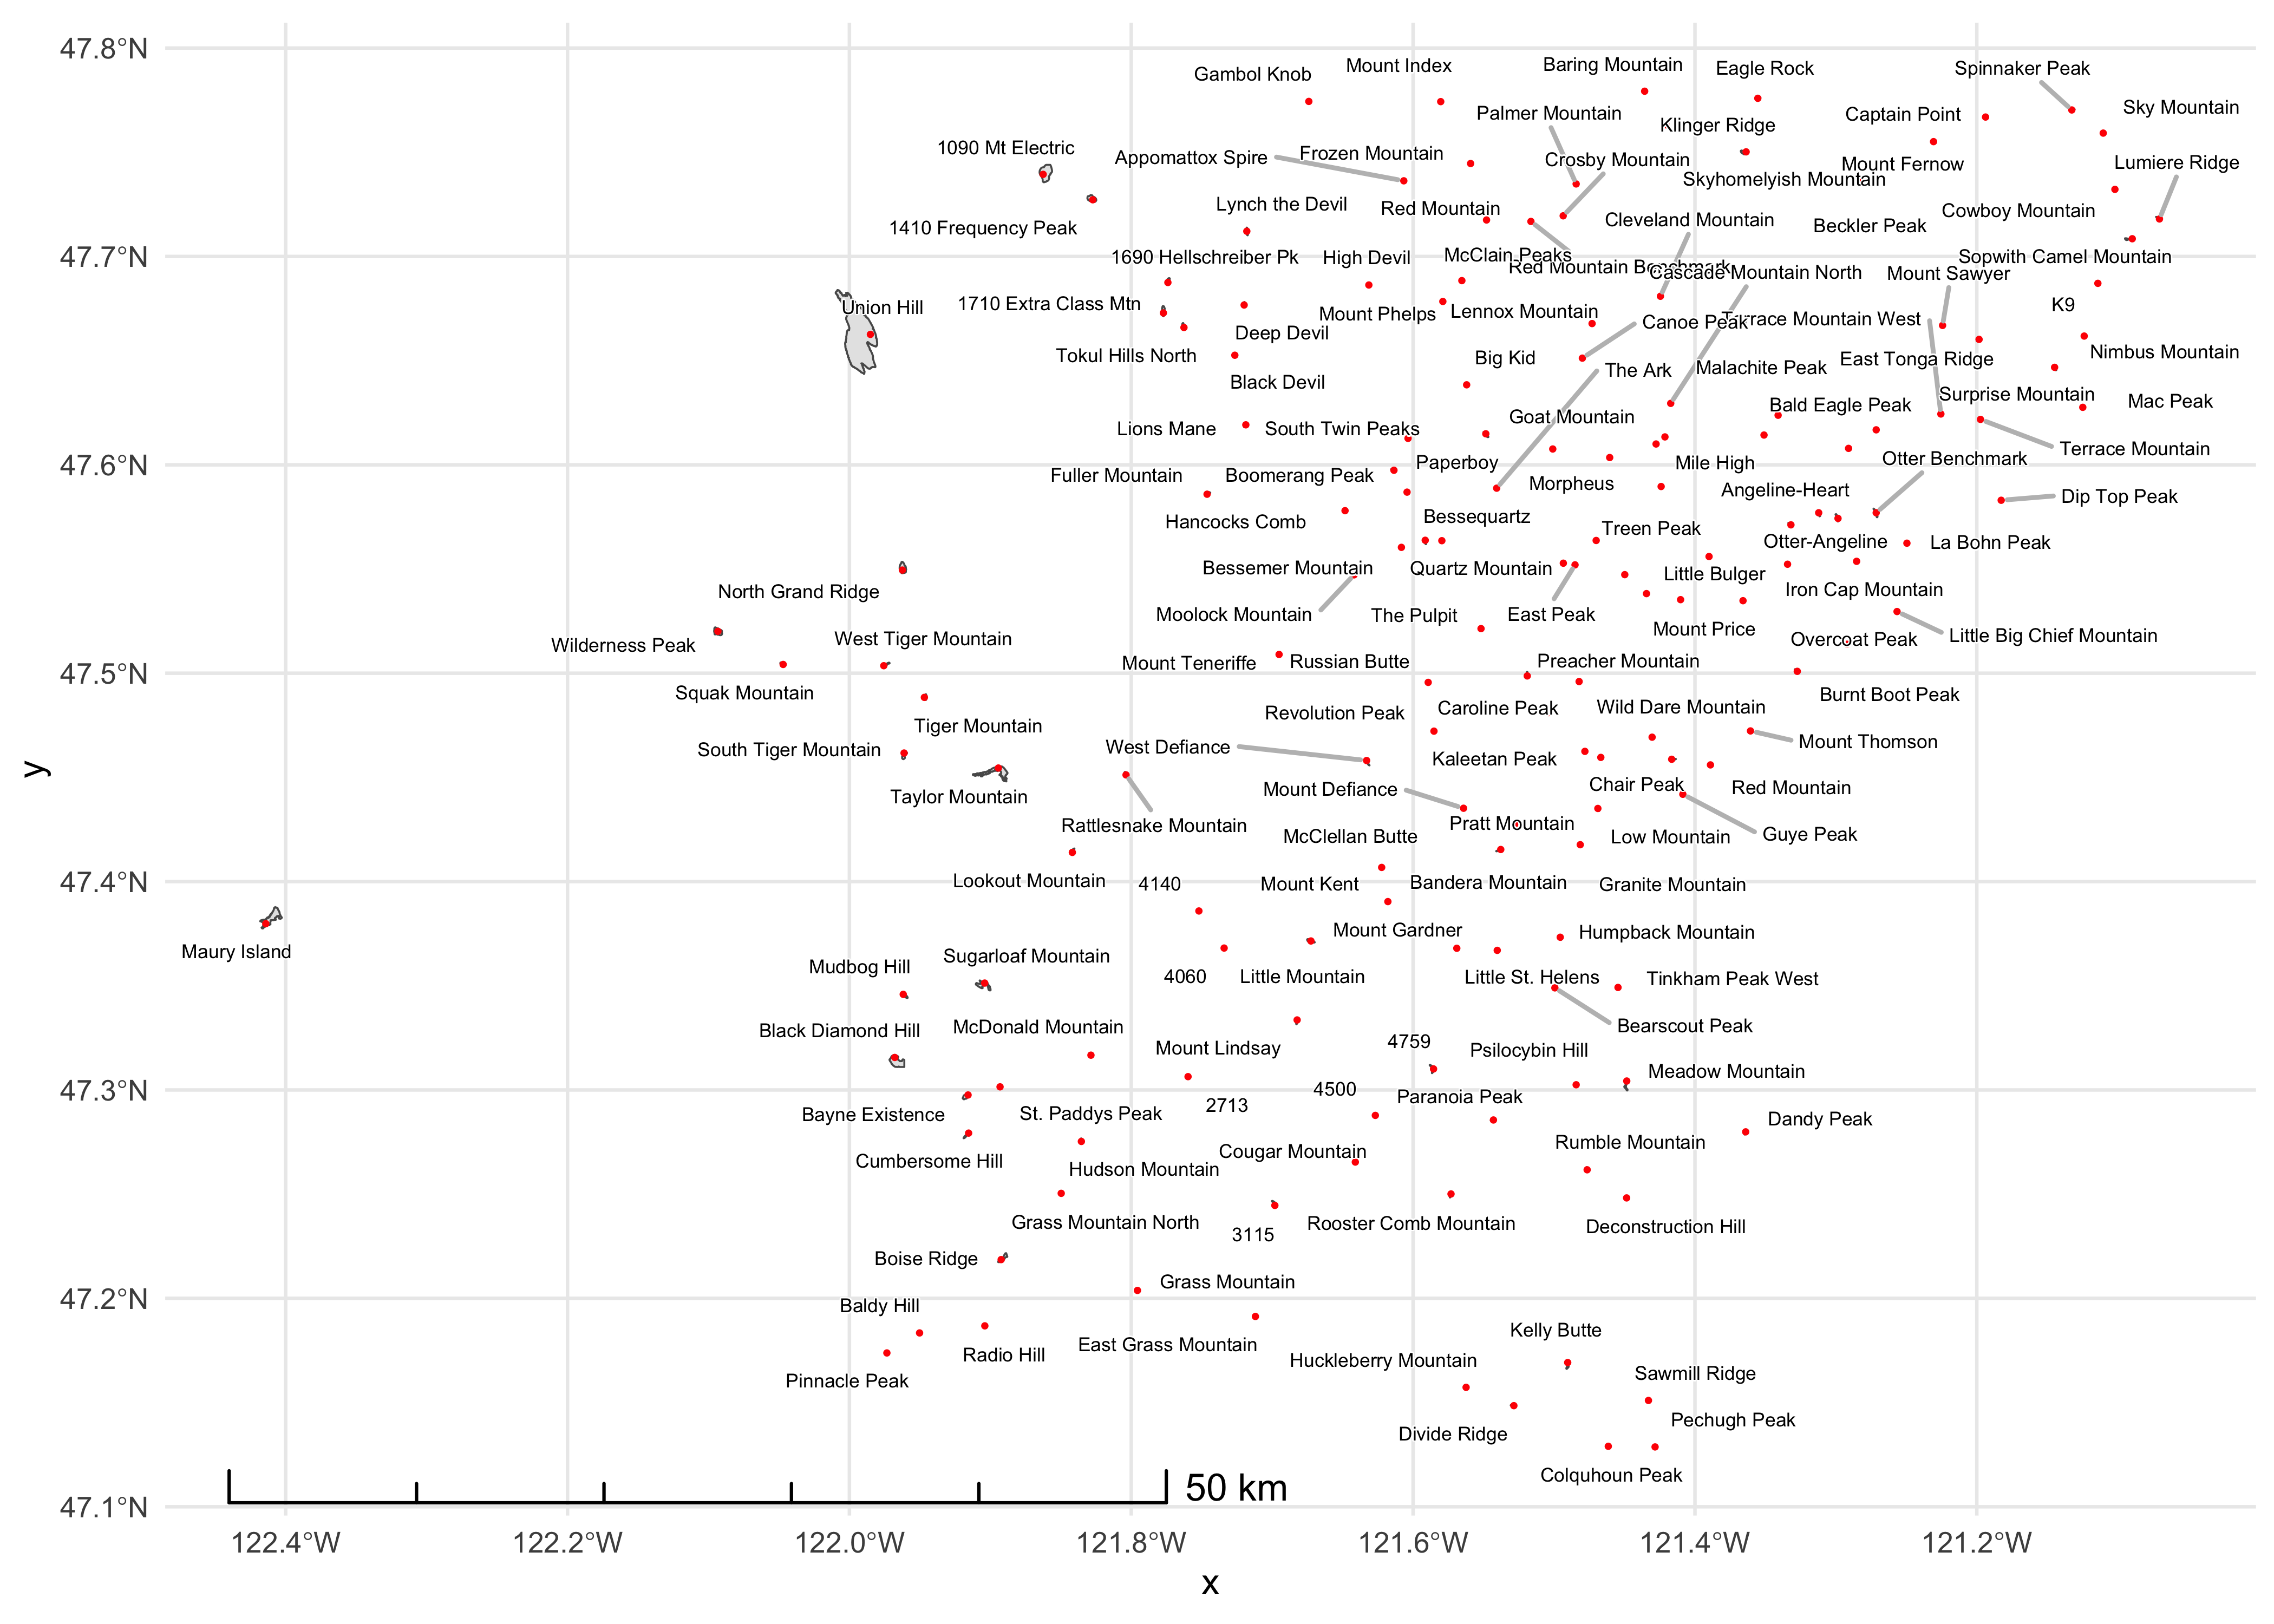 47.8°N
Gambol Knob
Mount Index
Baring Mountain
Eagle Rock
Spinnaker Peak
Palmer Mountain
Klinger Ridge
Captain Point
Sky Mountain
1090 Mt Electric
Appomattox Spire
Frozen Mountain
Crosby Mountain
Mount Fernow
Lumiere Ridge
Skyhomelyish Mountain
Lynch the Devil
Red Mountain
Cleveland Mountain
Beckler Peak
Cowboy Mountain
1410 Frequency Peak
47.7°N
1690 Hellschreiber Pk
High Devil
McClain Peaks
Red Mountain Benchmark
Cascade Mountain North
Mount Sawyer
Sopwith Camel Mountain
Union Hill
1710 Extra Class Mtn
Mount Phelps
Lennox Mountain
Canoe Peak
Terrace Mountain West
K9
Deep Devil
Tokul Hills North
Big Kid
The Ark
Malachite Peak
East Tonga Ridge
Nimbus Mountain
Black Devil
Surprise Mountain
Mac Peak
Lions Mane
South Twin Peaks
Goat Mountain
Bald Eagle Peak
Terrace Mountain
47.6°N
Fuller Mountain
Boomerang Peak
Paperboy
Morpheus
Mile High
Otter Benchmark
Angeline-Heart
Dip Top Peak
Hancocks Comb
Bessequartz
Treen Peak
Otter-Angeline
La Bohn Peak
Bessemer Mountain
Quartz Mountain
Little Bulger
Iron Cap Mountain
North Grand Ridge
Moolock Mountain
The Pulpit
East Peak
Mount Price
Overcoat Peak
Little Big Chief Mountain
Wilderness Peak
West Tiger Mountain
47.5°N
Mount Teneriffe
Russian Butte
Preacher Mountain
Burnt Boot Peak
Squak Mountain
Revolution Peak
Caroline Peak
Wild Dare Mountain
Tiger Mountain
South Tiger Mountain
West Defiance
Kaleetan Peak
Mount Thomson
Taylor Mountain
Mount Defiance
Chair Peak
Red Mountain
Rattlesnake Mountain
McClellan Butte
Pratt Mountain
Low Mountain
Guye Peak
47.4°N
Lookout Mountain
4140
Mount Kent
Bandera Mountain
Granite Mountain
Maury Island
Mount Gardner
Humpback Mountain
Mudbog Hill
Sugarloaf Mountain
4060
Little Mountain
Little St. Helens
Tinkham Peak West
Black Diamond Hill
McDonald Mountain
Mount Lindsay
4759
Psilocybin Hill
Bearscout Peak
47.3°N
4500
Paranoia Peak
Meadow Mountain
Bayne Existence
St. Paddys Peak
2713
Dandy Peak
Cumbersome Hill
Hudson Mountain
Cougar Mountain
Rumble Mountain
Grass Mountain North
3115
Rooster Comb Mountain
Deconstruction Hill
Boise Ridge
Grass Mountain
47.2°N
Baldy Hill
Radio Hill
East Grass Mountain
Kelly Butte
Pinnacle Peak
Huckleberry Mountain
Sawmill Ridge
Divide Ridge
Pechugh Peak
Colquhoun Peak
47.1°N
50 km
122.4°W
122.2°W
122.0°W
121.8°W
121.6°W
121.4°W
121.2°W
x
y